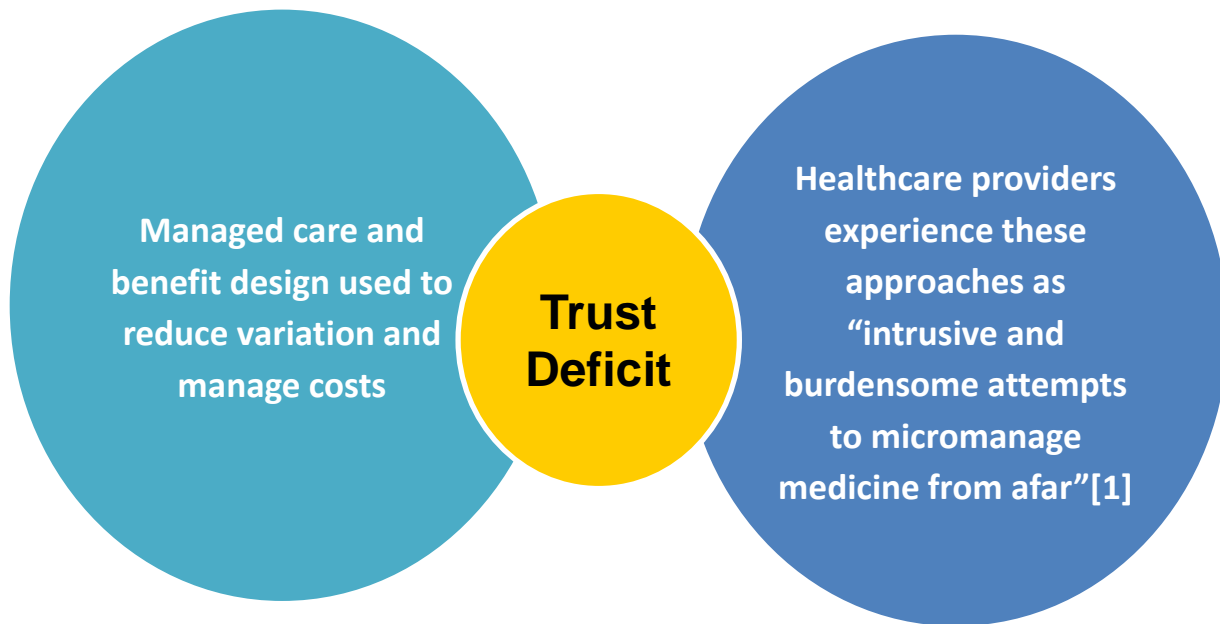 Managed care and
benefit design used to
reduce variation and
manage costs
Trust
Deficit
Healthcare providers
experience these
approaches as
“intrusive and
burdensome attempts
to micromanage
medicine from afar”[1]